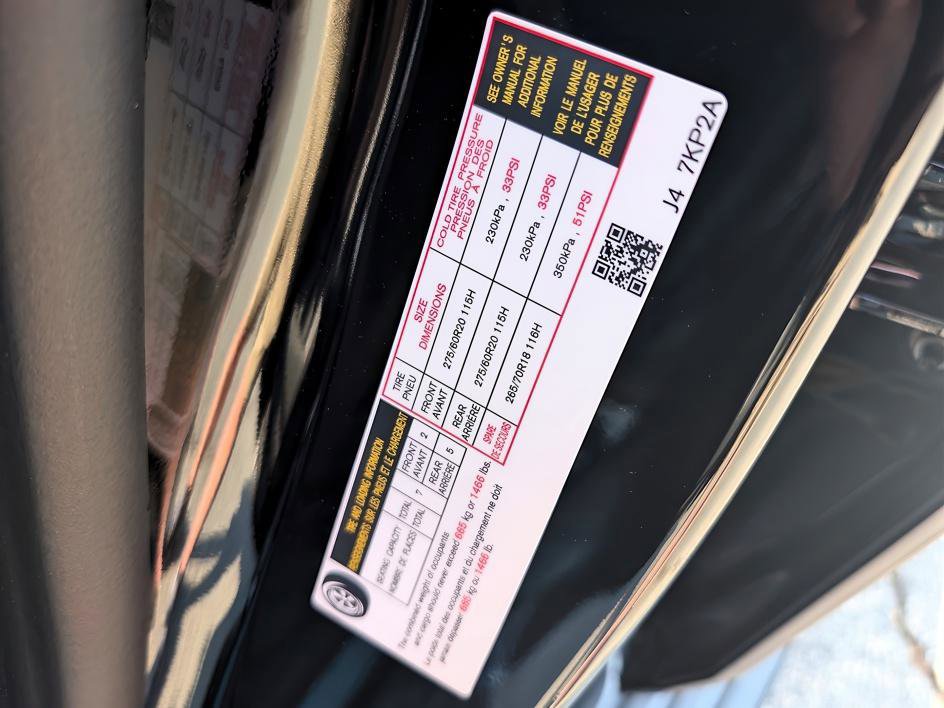 TIRE AND LOADING INFORMATION
RENSEIGNEMENTS SUR LES PNEUS ET LE CHARGEMENT
SEATING CAPACITY
NOMBRE DE PLACES
TOTAL
TOTAL
7
FRONT
AVANT
2
REAR
ARRIÈRE
5
The combined weight of occupants
and cargo should never exceed 665 kg or 1466 lbs.
Le poids total des occupants et du chargement ne doit
jamais dépasser 665 kg ou 1466 lb.
TIRE
PNEU
SIZE
DIMENSIONS
COLD TIRE PRESSURE
PRESSION DES
PNEUS À FROID
FRONT
AVANT
275/60R20 115H
230kPa, 33PSI
REAR
ARRIÈRE
275/60R20 115H
230kPa, 33PSI
SPARE
DE SECOURS
265/70R18 116H
350kPa, 51PSI
SEE OWNER'S
MANUAL FOR
ADDITIONAL
INFORMATION
VOIR LE MANUEL
DE L'USAGER
POUR PLUS DE
RENSEIGNEMENTS
J4 7KP2A